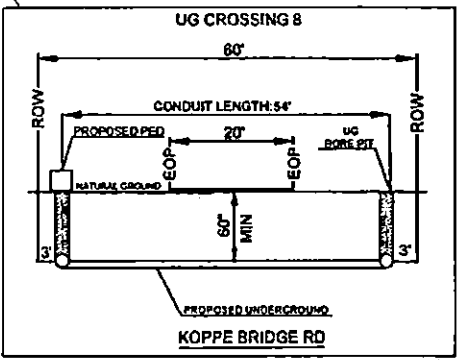 UG CROSSING 8
60'
ROW
ROW
CONDUIT LENGTH:54'
PROPOSED PED
20'
EOP
EOP
UG
BORE PIT
NATURAL GROUND
60"
MIN
3'
3'
PROPOSED UNDERGROUND
KOPPE BRIDGE RD